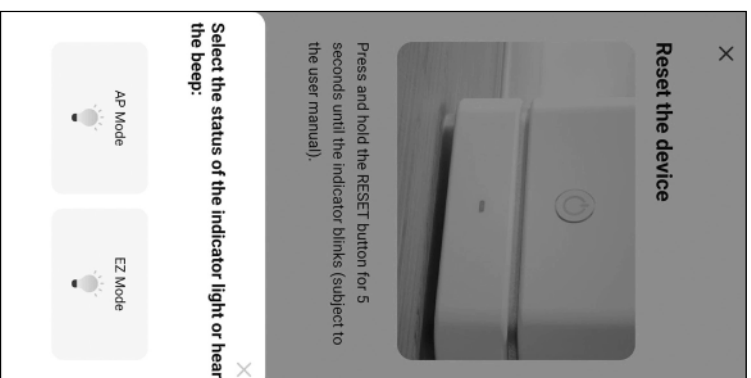 Reset the device
Press and hold the RESET button for 5
seconds until the indicator blinks (subject to
the user manual).
Select the status of the indicator light or hear
the beep:
AP Mode
EZ Mode